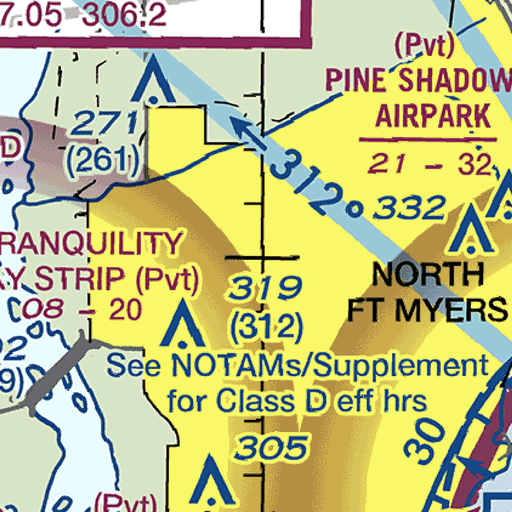 7.05 306.2
(Pvt)
PINE SHADOW
AIRPARK
21 – 32
271
(261)
D
312°
332
RANQUILITY
Y STRIP (Pvt)
08 – 20
NORTH
FT MYERS
319
(312)
See NOTAMs/Supplement
for Class D eff hrs
305
30
(Pvt)